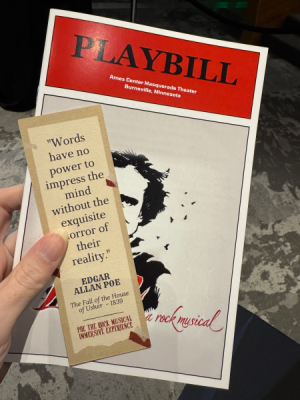 PLAYBILL
Ames Center Masquerade Theater
Burnsville, Minnesota
"Words
have no
power to
impress the
mind
without the
exquisite
horror of
their
reality."
EDGAR
ALLAN POE
The Fall of the House
of Usher - 1839
POE THE ROCK MUSICAL
IMMERSIVE EXPERIENCE
a rock musical